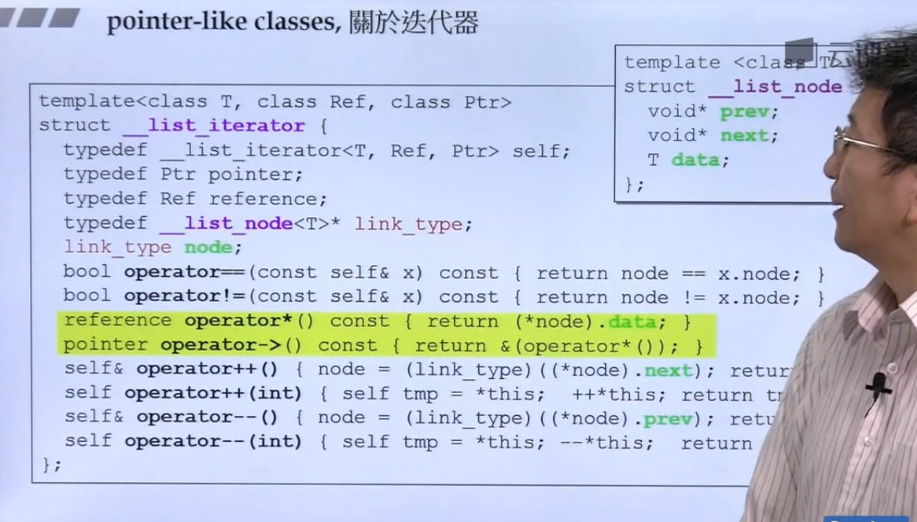 pointer-like classes, 關於迭代器
云课堂
template <class T>
struct __list_node
void* prev;
void* next;
T data;
};
template<class T, class Ref, class Ptr>
struct __list_iterator {
typedef __list_iterator<T, Ref, Ptr> self;
typedef Ptr pointer;
typedef Ref reference;
typedef __list_node<T>* link_type;
link_type node;
bool operator==(const self& x) const { return node == x.node; }
bool operator!=(const self& x) const { return node != x.node; }
reference operator*() const { return (*node).data; }
pointer operator->() const { return &(operator*()); }
self& operator++() { node = (link_type)((*node).next); retur
self operator++(int) { self tmp = *this; ++*this; return t
self& operator--() { node = (link_type)((*node).prev); retu
self operator--(int) { self tmp = *this; --*this; return
};